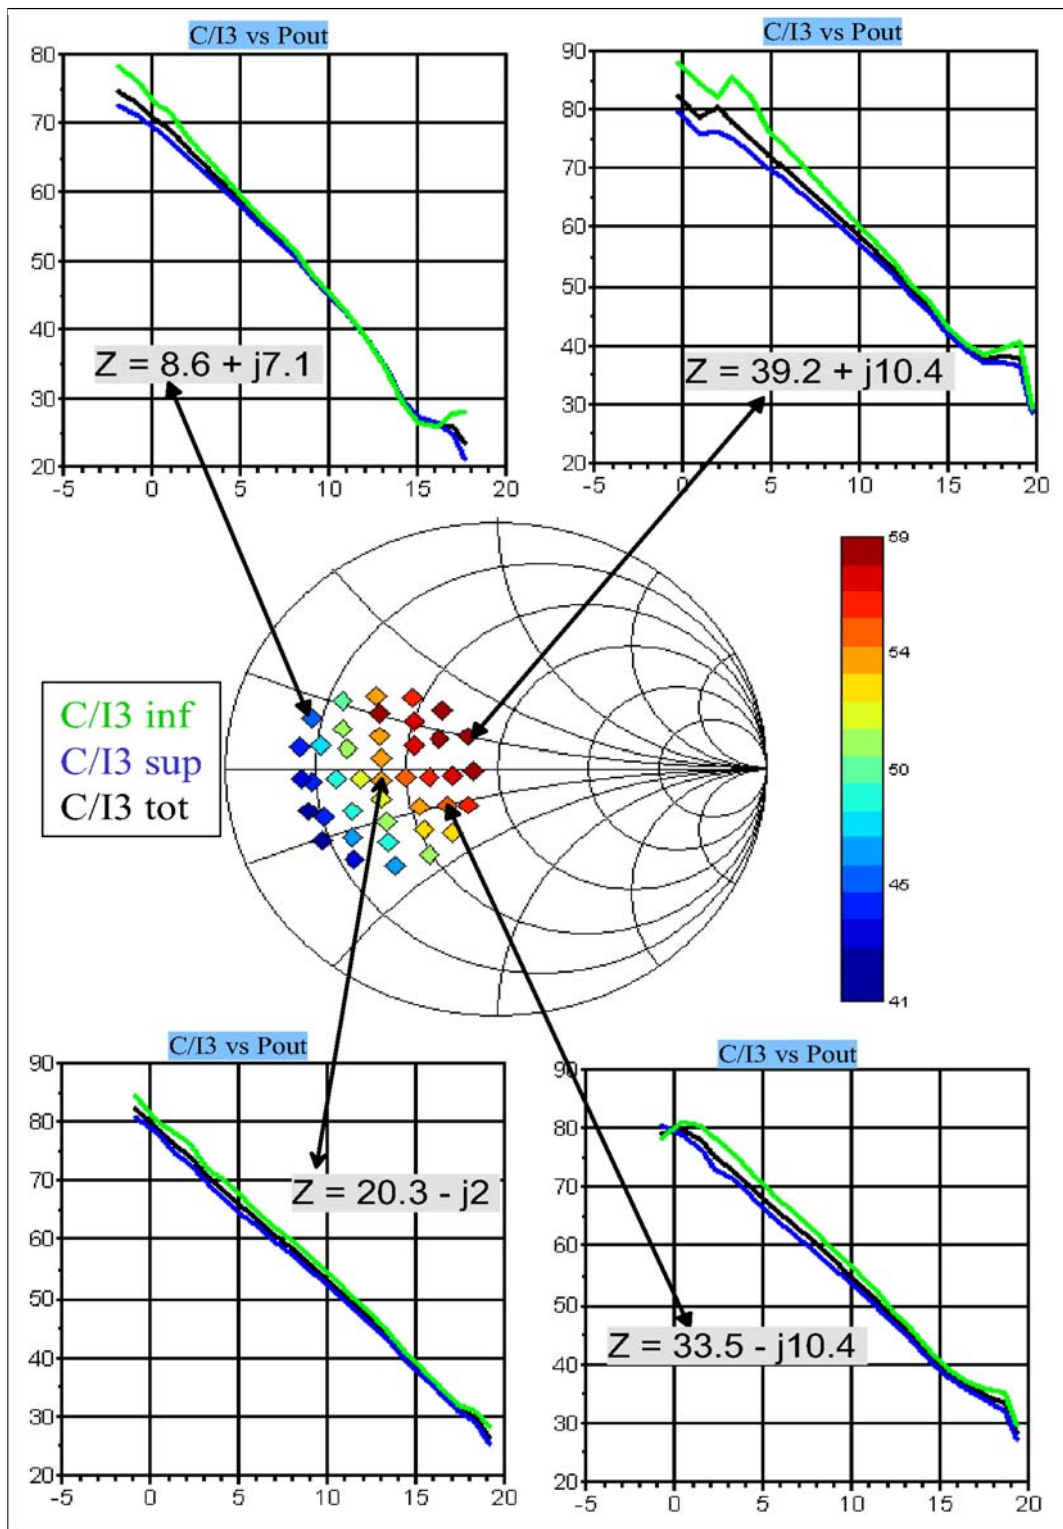 C/I3 vs Pout
80
70
60
50
40
30
20
-5 0 5 10 15 20
Z = 8.6 + j7.1
C/I3 vs Pout
90
80
70
60
50
40
30
20
-5 0 5 10 15 20
Z = 39.2 + j10.4
C/I3 inf
C/I3 sup
C/I3 tot
59
54
50
45
41
C/I3 vs Pout
90
80
70
60
50
40
30
20
-5 0 5 10 15 20
Z = 20.3 - j2
C/I3 vs Pout
90
80
70
60
50
40
30
20
-5 0 5 10 15 20
Z = 33.5 - j10.4